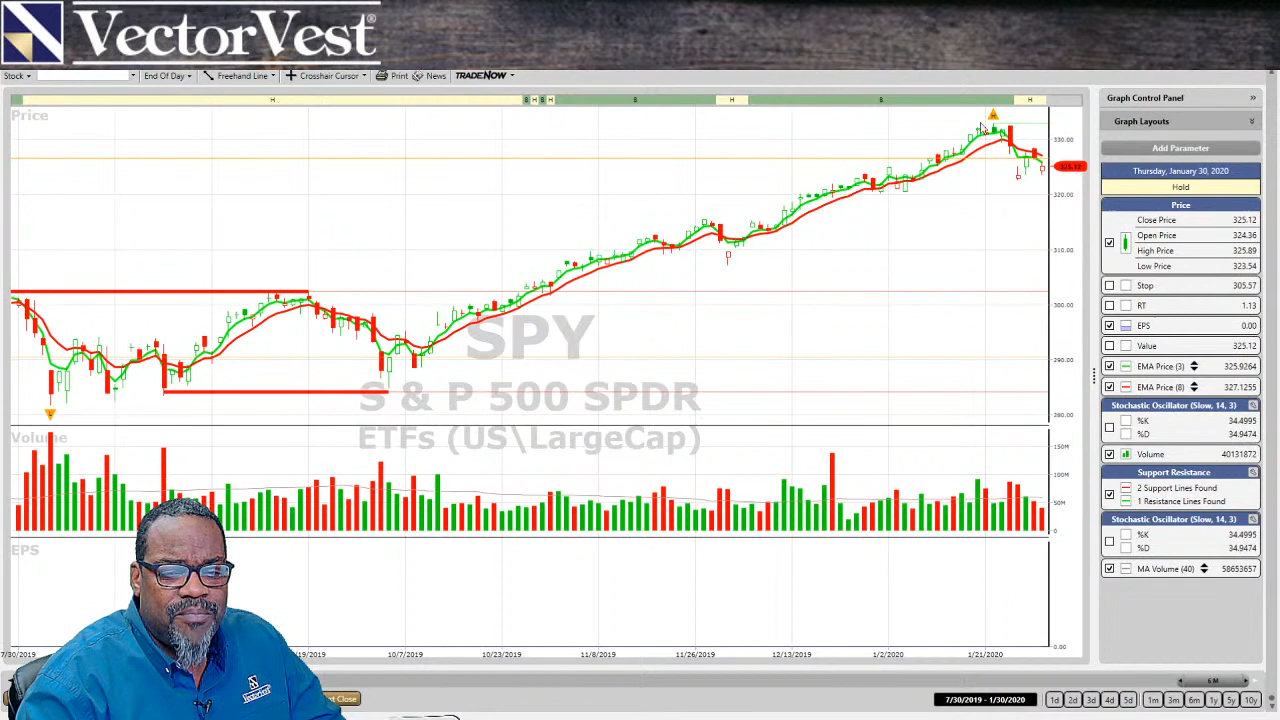 VectorVest®
Stock End of Day Freehand Line Crosshair Cursor Print News TRADENOW
H B H B H B H B H
Price
330.00
325.12
320.00
310.00
300.00
290.00
280.00
SPY
S & P 500 SPDR
ETFs (US\LargeCap)
Volume
150M
100M
50M
0
EPS
0.00
7/30/2019 10/7/2019 10/23/2019 11/8/2019 11/26/2019 12/13/2019 1/2/2020 1/21/2020
6 M
7/30/2019 - 1/30/2020 1d 2d 3d 4d 5d 1m 3m 6m 1y 5y 10y
Graph Control Panel
Graph Layouts
Add Parameter
Thursday, January 30, 2020
Hold
Price
Close Price 325.12
Open Price 324.36
High Price 325.89
Low Price 323.54
Stop 305.57
RT 1.13
EPS 0.00
Value 325.12
EMA Price (3) 325.9264
EMA Price (8) 327.1255
Stochastic Oscillator (Slow, 14, 3)
%K 34.4995
%D 34.9474
Volume 40131872
Support Resistance
2 Support Lines Found
1 Resistance Lines Found
Stochastic Oscillator (Slow, 14, 3)
%K 34.4995
%D 34.9474
MA Volume (40) 58653657